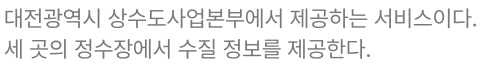 대전광역시 상수도사업본부에서 제공하는 서비스이다.
세 곳의 정수장에서 수질 정보를 제공한다.